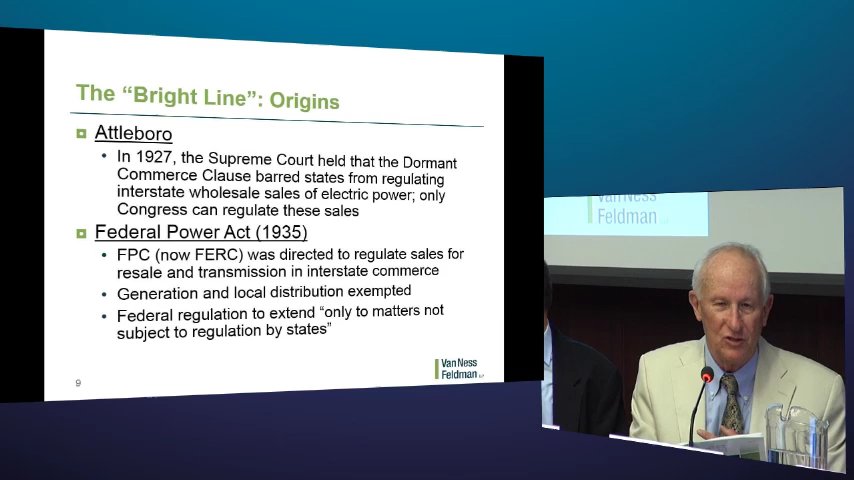 The “Bright Line”: Origins
Attleboro
In 1927, the Supreme Court held that the Dormant
Commerce Clause barred states from regulating
interstate wholesale sales of electric power; only
Congress can regulate these sales
Federal Power Act (1935)
FPC (now FERC) was directed to regulate sales for
resale and transmission in interstate commerce
Generation and local distribution exempted
Federal regulation to extend “only to matters not
subject to regulation by states”
9
Van Ness
Feldman LLP
Van Ness
Feldman